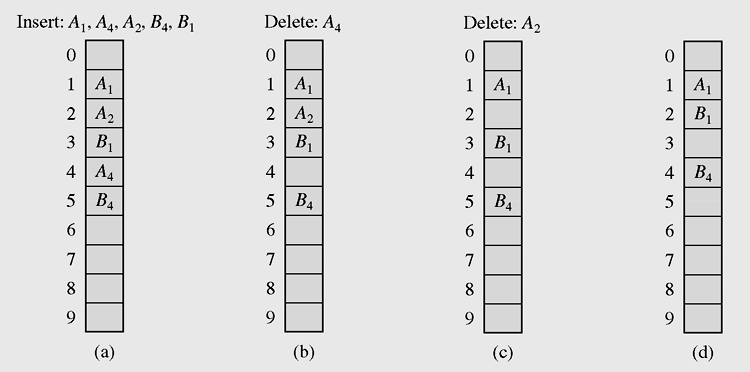 Insert: A₁, A₄, A₂, B₄, B₁
0
1 A₁
2 A₂
3 B₁
4 A₄
5 B₄
6
7
8
9
(a)
Delete: A₄
0
1 A₁
2 A₂
3 B₁
4
5 B₄
6
7
8
9
(b)
Delete: A₂
0
1 A₁
2
3 B₁
4
5 B₄
6
7
8
9
(c)
0
1 A₁
2 B₁
3
4 B₄
5
6
7
8
9
(d)